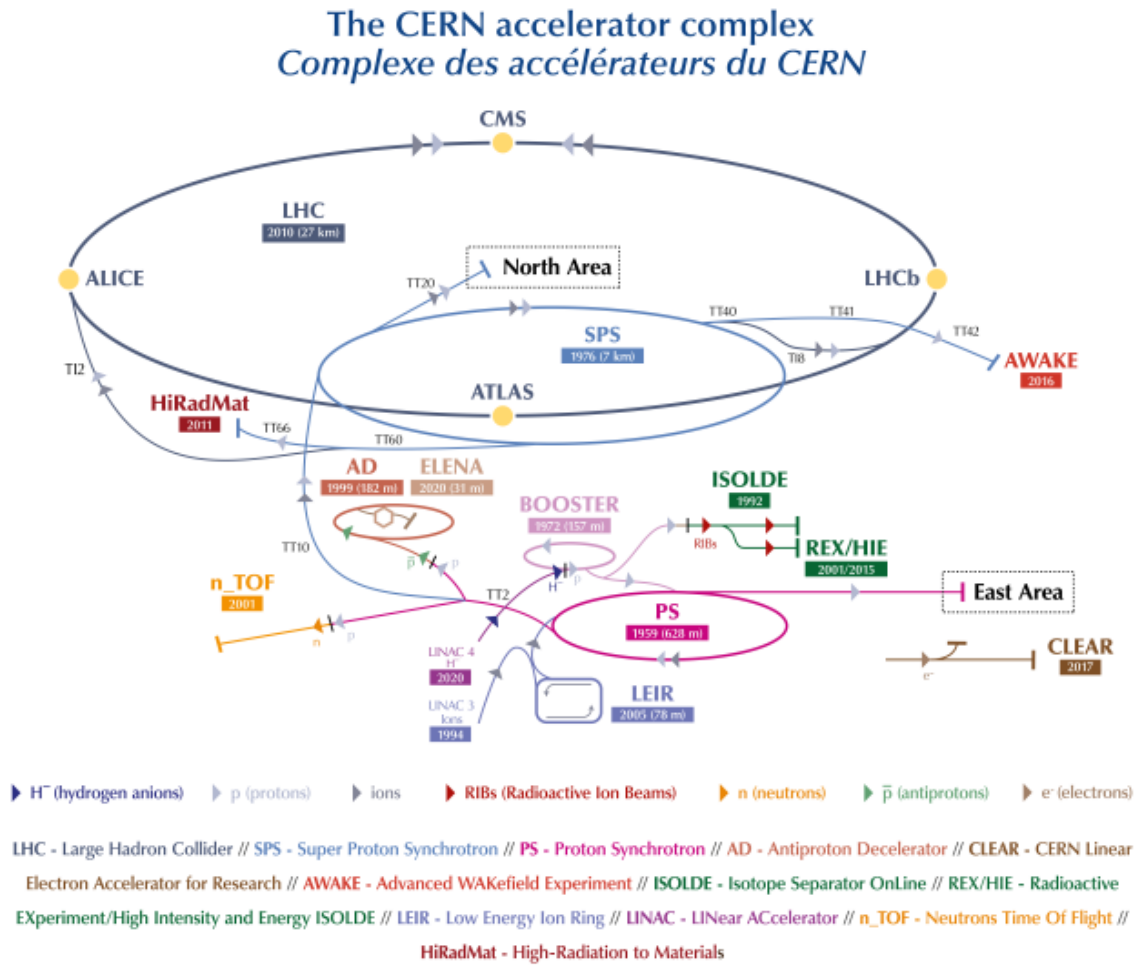 The CERN accelerator complex
Complexe des accélérateurs du CERN
CMS
LHC
2010 (27 km)
North Area
ALICE
LHCb
TT20
TT40
TT41
SPS
TT42
1976 (7 km)
TI8
AWAKE
TI2
2016
ATLAS
HiRadMat
2011
TT66
TT60
AD
ELENA
ISOLDE
1999 (182 m)
2020 (31 m)
1992
BOOSTER
1972 (157 m)
RIBs
REX/HIE
TT10
p̅
p
2001/2015
n_TOF
H⁻
p
2001
TT2
East Area
PS
1959 (628 m)
n
p
CLEAR
LINAC 4
H⁻
2020
e⁻
2017
LEIR
LINAC 3
Ions
2005 (78 m)
1994
H⁻ (hydrogen anions)
p (protons)
ions
RIBs (Radioactive Ion Beams)
n (neutrons)
p̅ (antiprotons)
e⁻ (electrons)
LHC - Large Hadron Collider // SPS - Super Proton Synchrotron // PS - Proton Synchrotron // AD - Antiproton Decelerator // CLEAR - CERN Linear
Electron Accelerator for Research // AWAKE - Advanced WAKefield Experiment // ISOLDE - Isotope Separator OnLine // REX/HIE - Radioactive
EXperiment/High Intensity and Energy ISOLDE // LEIR - Low Energy Ion Ring // LINAC - LINear ACcelerator // n_TOF - Neutrons Time Of Flight //
HiRadMat - High-Radiation to Materials